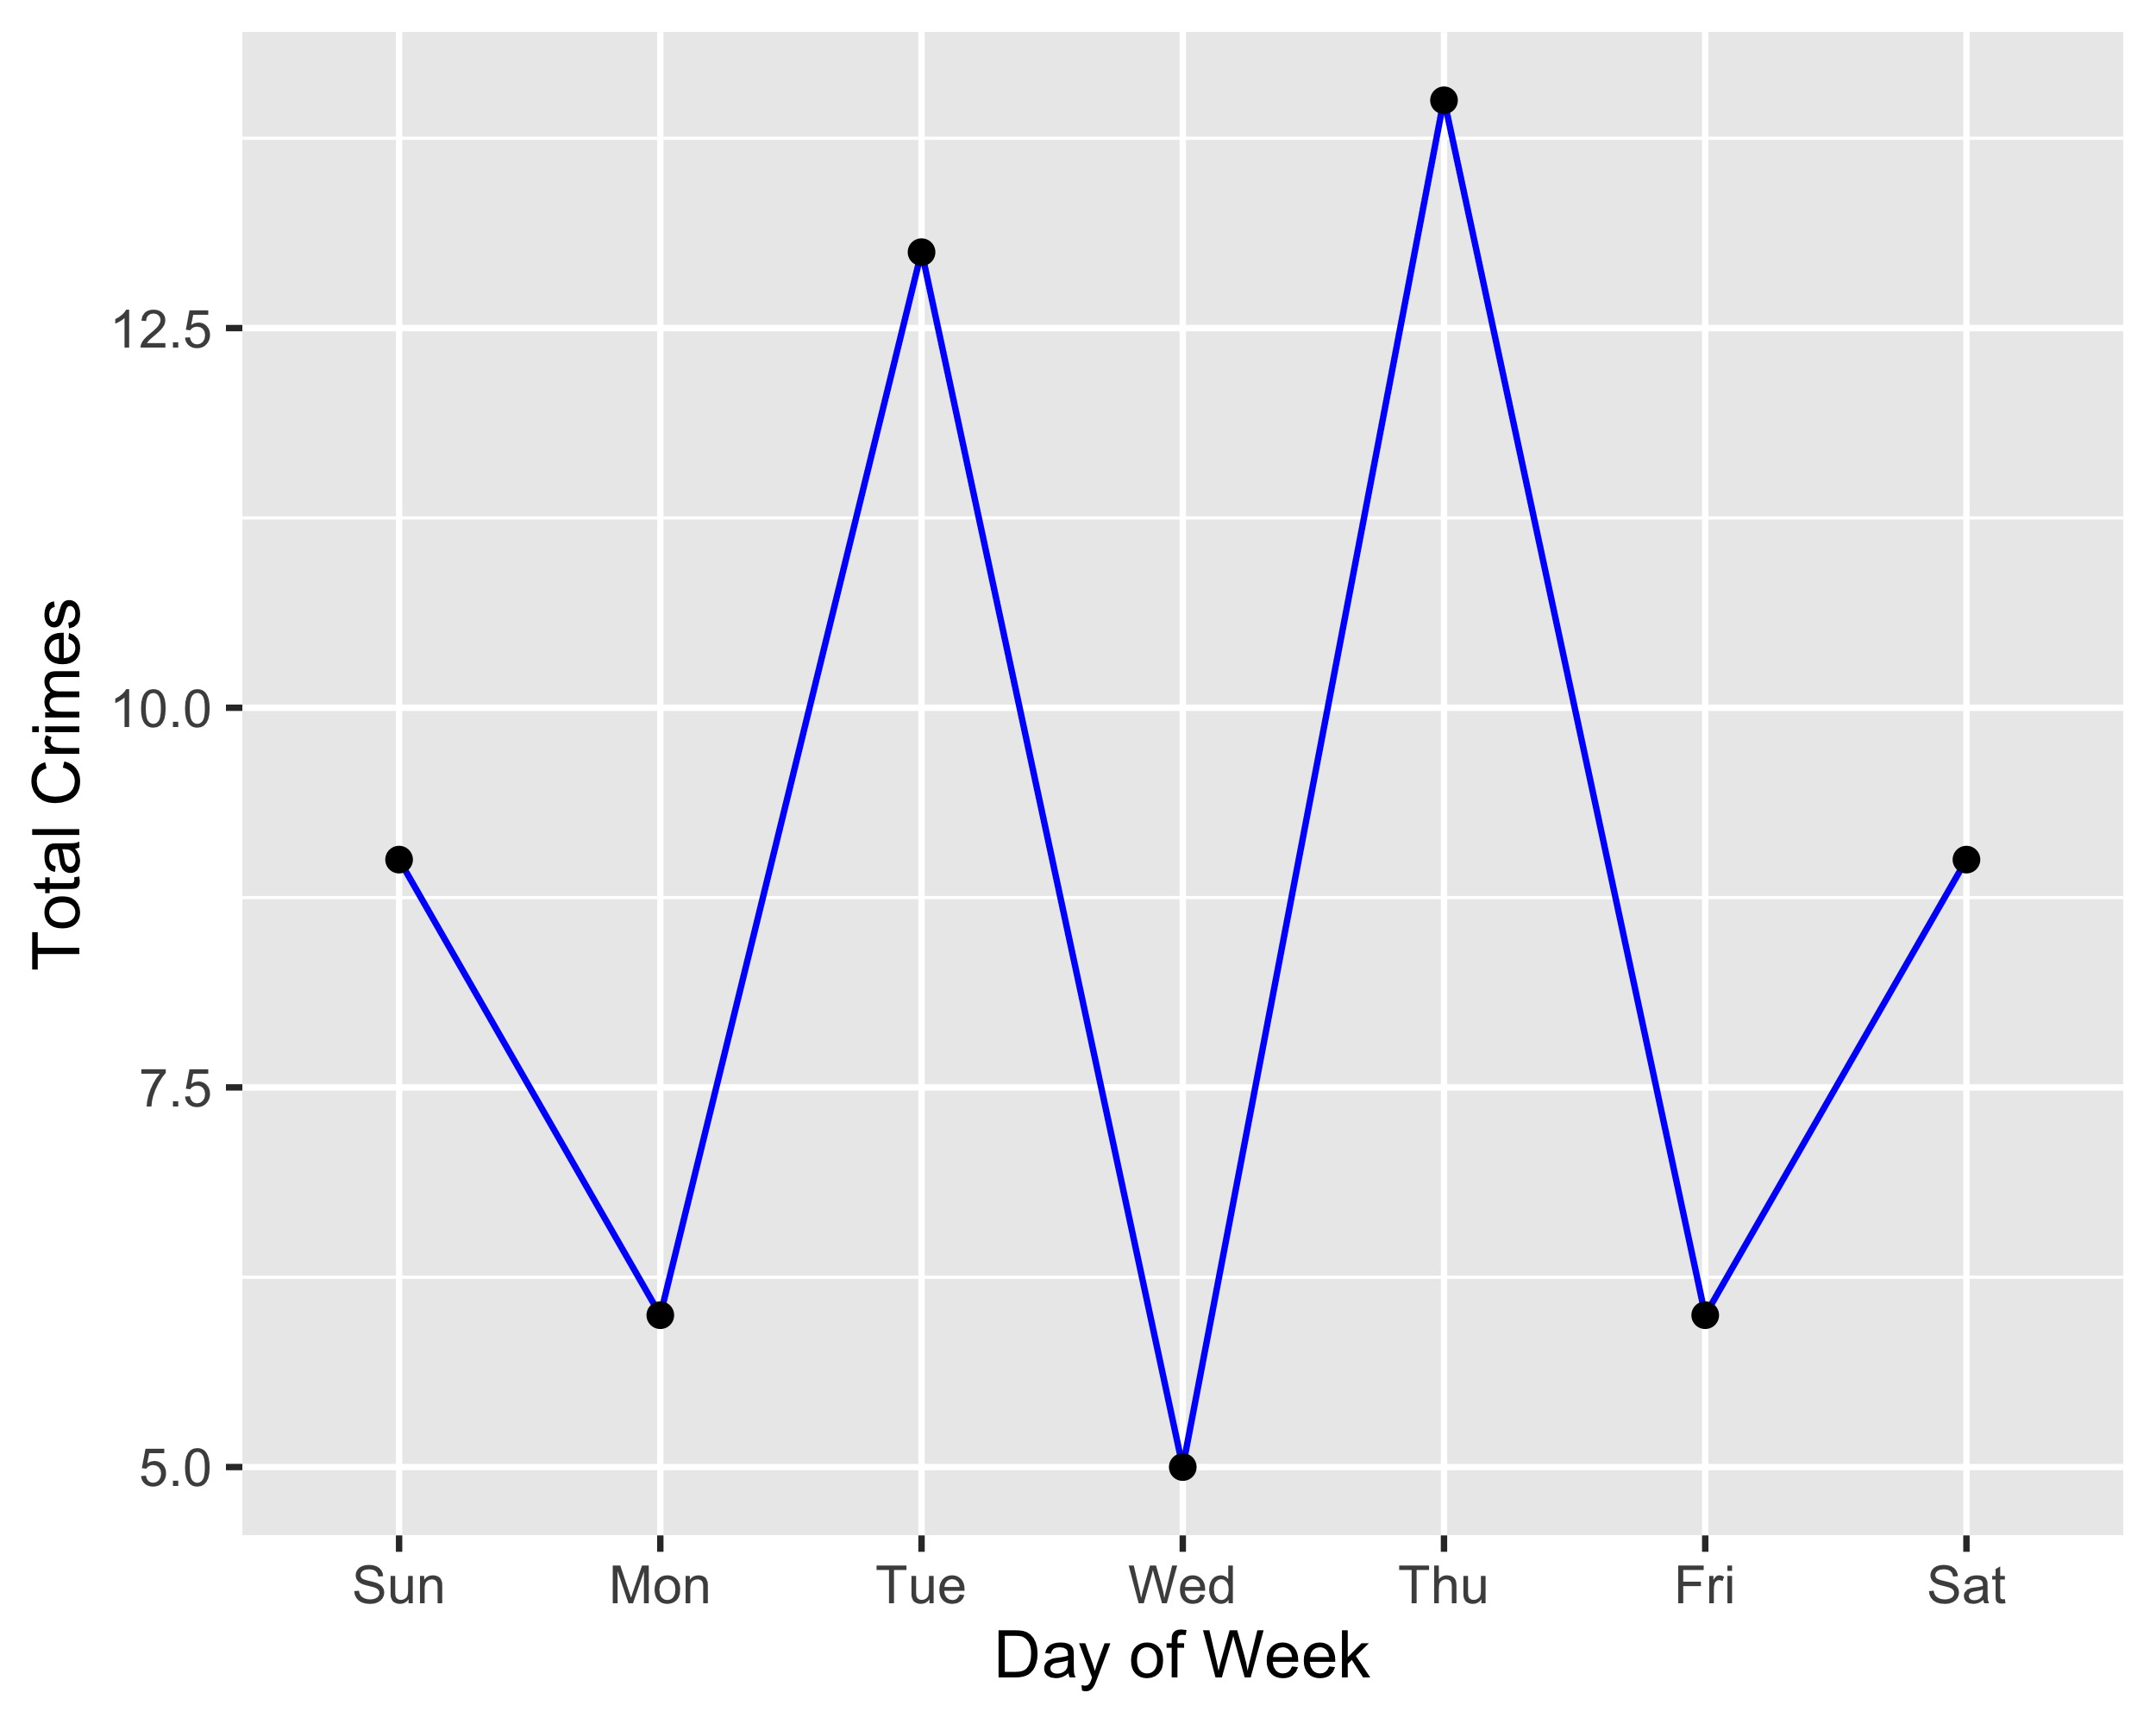 Total Crimes
12.5
10.0
7.5
5.0
Sun Mon Tue Wed Thu Fri Sat
Day of Week